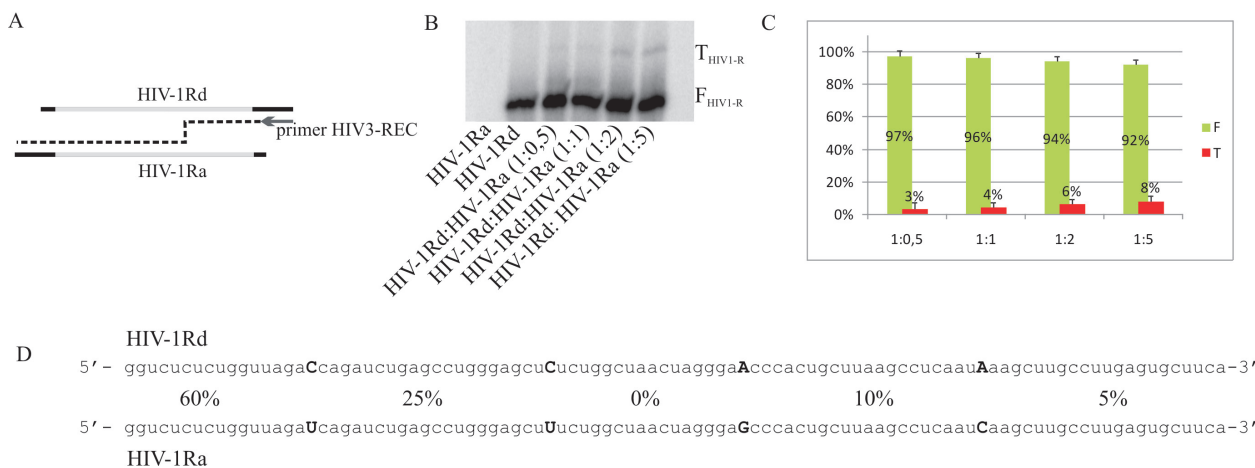 A
HIV-1Rd
primer HIV3-REC
HIV-1Ra
B
T HIV1-R
F HIV1-R
HIV-1Ra
HIV-1Rd
HIV-1Rd:HIV-1Ra (1:0,5)
HIV-1Rd:HIV-1Ra (1:1)
HIV-1Rd:HIV-1Ra (1:2)
HIV-1Rd: HIV-1Ra (1:5)
C
100%
80%
60%
40%
20%
0%
97%
96%
94%
92%
3%
4%
6%
8%
1:0,5
1:1
1:2
1:5
F
T
D
HIV-1Rd
5'- ggucucucugguuagaCcagaucugagccugggagcuCucuggcuaacuagggaAcccacugcuuaagccucaauAaagcuugccuugagugcuuca-3'
60% 25% 0% 10% 5%
5'- ggucucucugguuagaUcagaucugagccugggagcuUucuggcuaacuagggaGcccacugcuuaagccucaauCaagcuugccuugagugcuuca-3'
HIV-1Ra